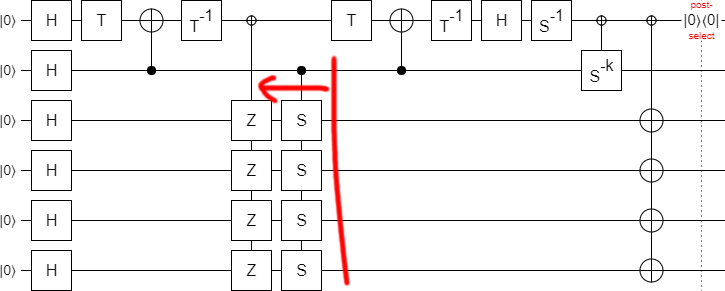 post-
|0⟩ H T T-1 T T-1 H S-1 |0⟩⟨0|
select
|0⟩ H S-k
|0⟩ H Z S
|0⟩ H Z S
|0⟩ H Z S
|0⟩ H Z S